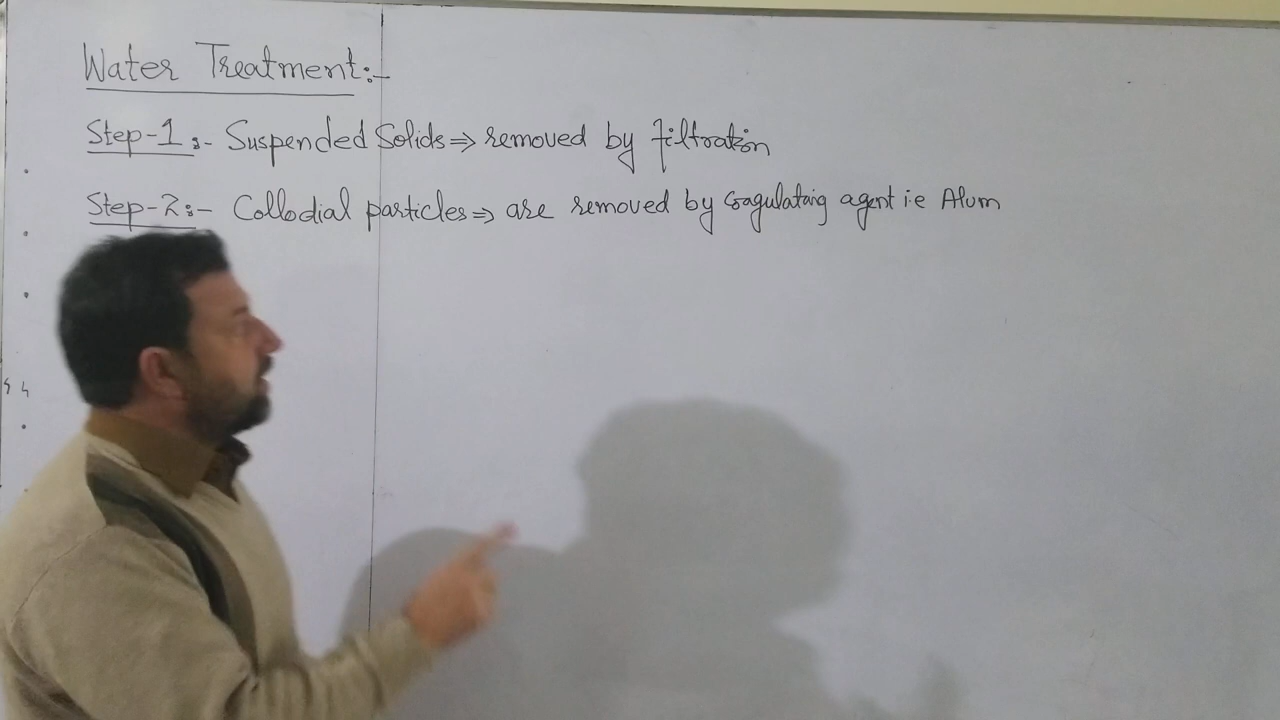 Water Treatment:-
Step-1:- Suspended Solids⇒ removed by filtration
Step-2:- Collodial particles⇒ are removed by coagulating agent i.e Alum